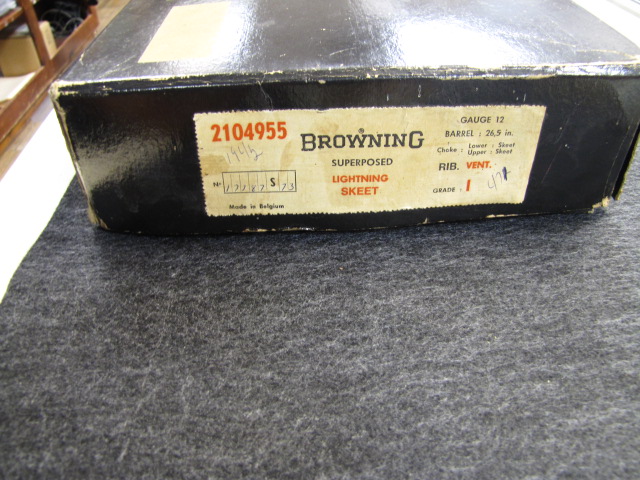 2104955
BROWNING
SUPERPOSED
LIGHTNING
SKEET
Nº S 73
Made in Belgium
GAUGE 12
BARREL : 26,5 in.
Choke : Lower : Skeet
Upper : Skeet
RIB. VENT.
GRADE : I